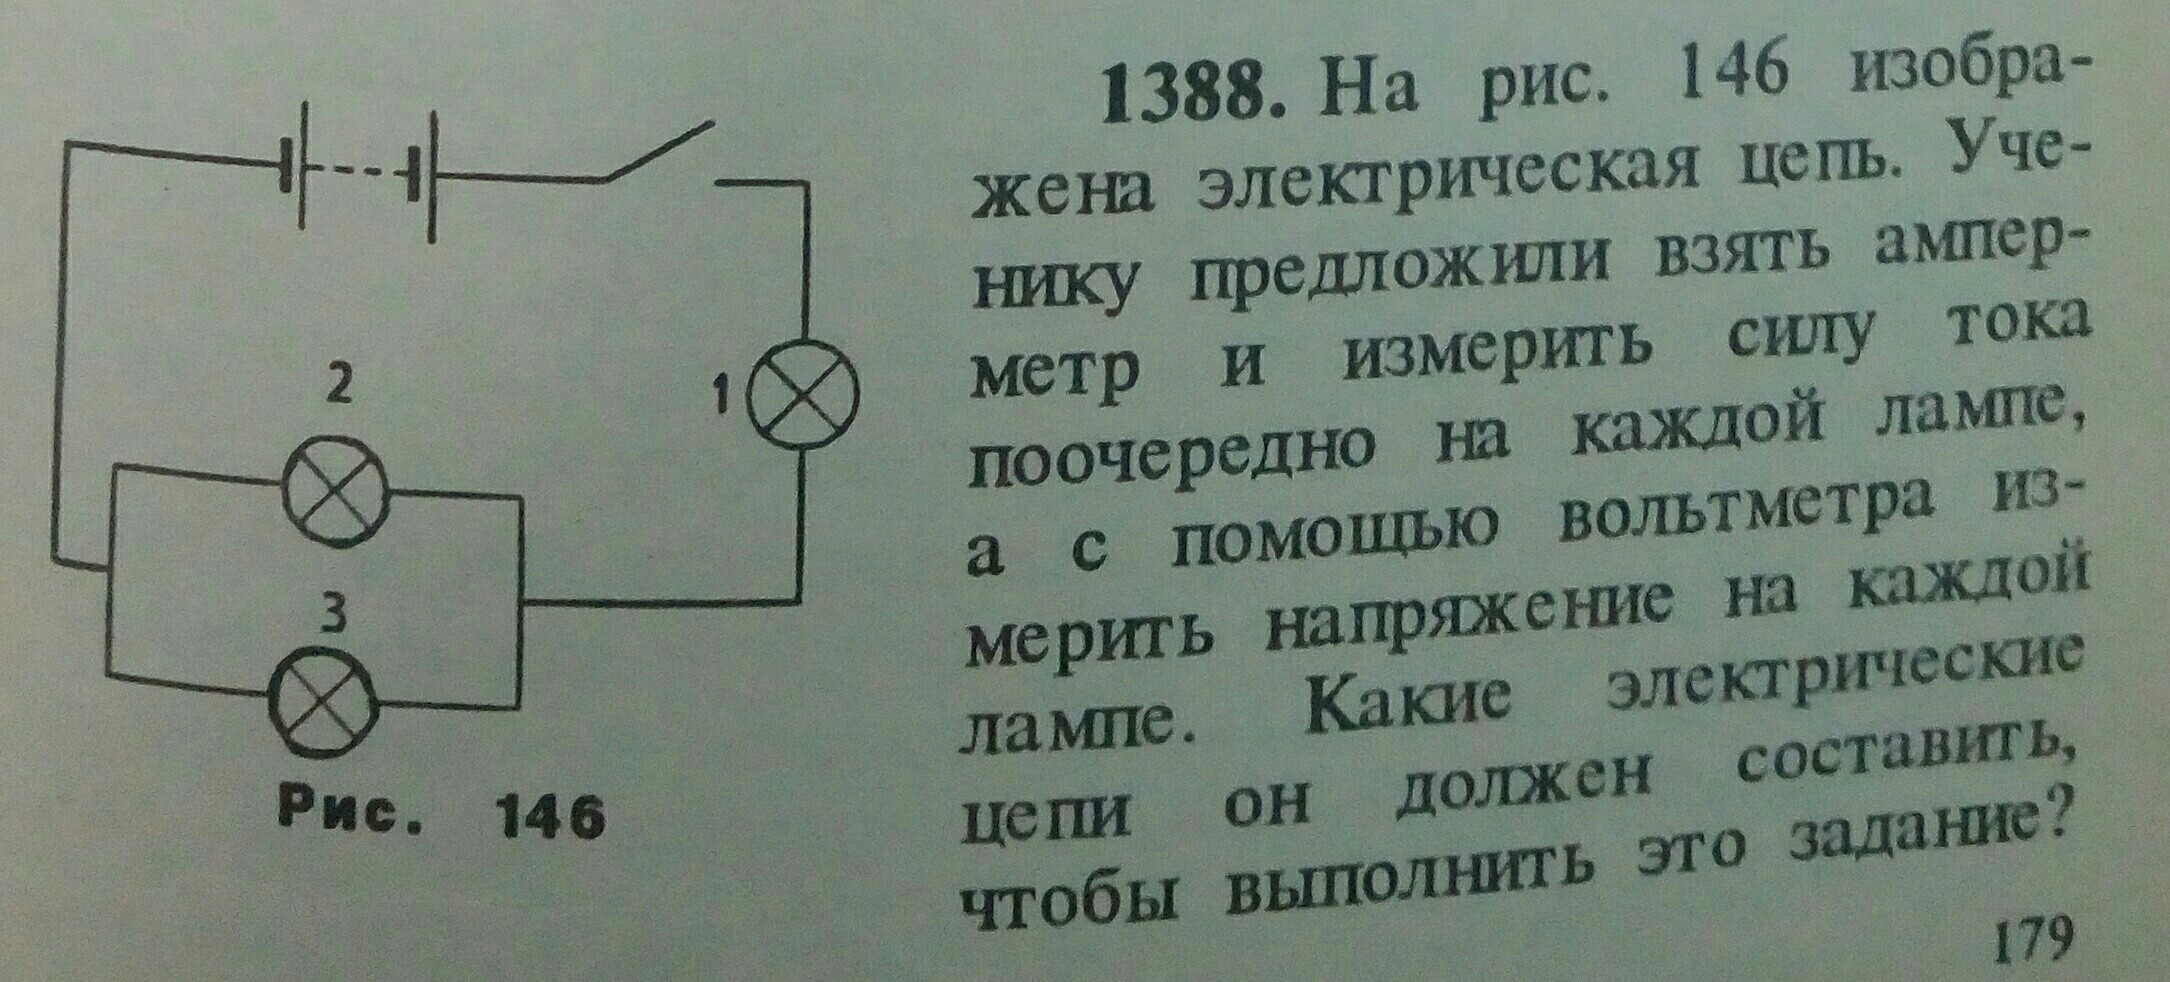 2
1
3
Рис. 146
1388. На рис. 146 изобра-
жена электрическая цепь. Уче-
нику предложили взять ампер-
метр и измерить силу тока
поочередно на каждой лампе,
а с помощью вольтметра из-
мерить напряжение на каждой
лампе. Какие электрические
цепи он должен составить,
чтобы выполнить это задание?
179